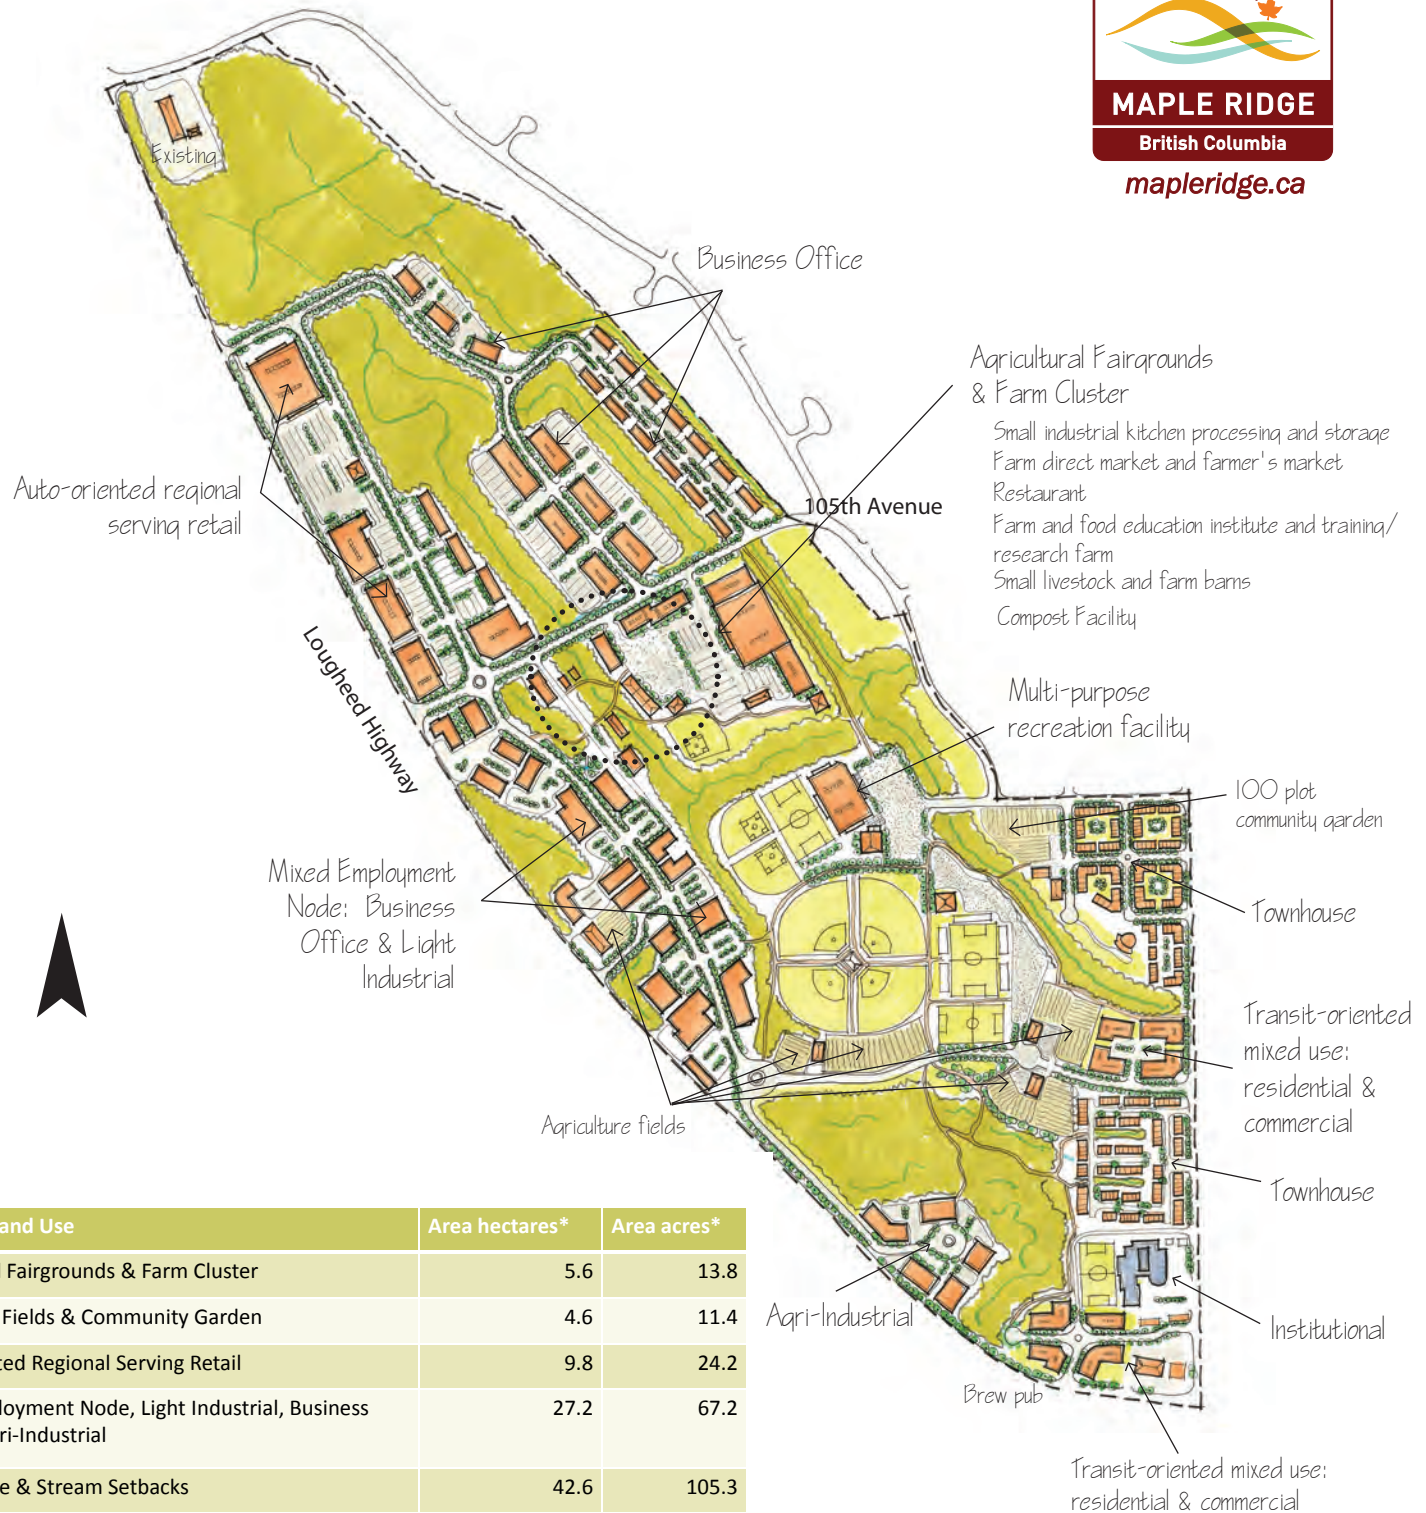 MAPLE RIDGE
British Columbia
mapleridge.ca
Existing
Business Office
Agricultural Fairgrounds
& Farm Cluster
Small industrial kitchen processing and storage
Farm direct market and farmer's market
Restaurant
Farm and food education institute and training/
research farm
Small livestock and farm barns
Compost Facility
Auto-oriented regional
serving retail
105th Avenue
Lougheed Highway
Multi-purpose
recreation facility
100 plot
community garden
Mixed Employment
Node: Business
Office & Light
Industrial
Townhouse
Transit-oriented
mixed use:
residential &
commercial
Agriculture fields
Townhouse
Agri-Industrial
Institutional
Brew pub
Transit-oriented mixed use:
residential & commercial
and Use Area hectares* Area acres*
Fairgrounds & Farm Cluster 5.6 13.8
Fields & Community Garden 4.6 11.4
ted Regional Serving Retail 9.8 24.2
loyment Node, Light Industrial, Business 27.2 67.2
ri-Industrial
e & Stream Setbacks 42.6 105.3